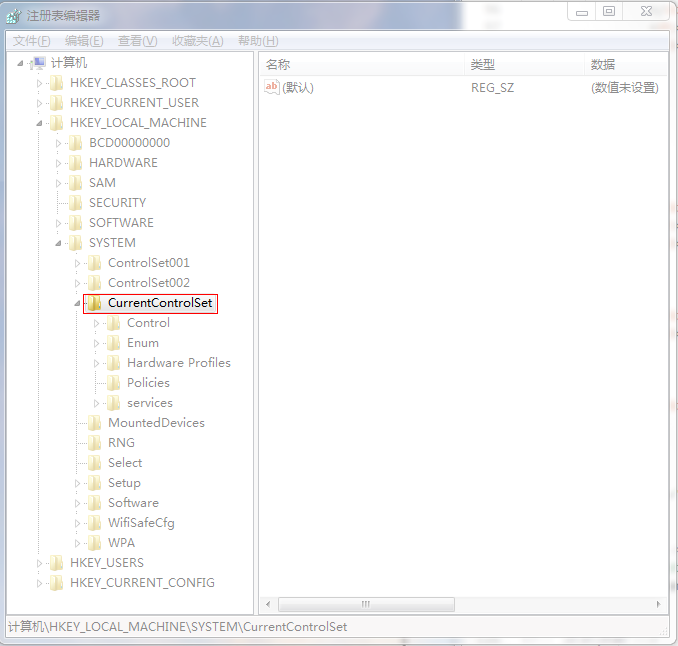 注册表编辑器
文件(F) 编辑(E) 查看(V) 收藏夹(A) 帮助(H)
计算机
HKEY_CLASSES_ROOT
HKEY_CURRENT_USER
HKEY_LOCAL_MACHINE
BCD00000000
HARDWARE
SAM
SECURITY
SOFTWARE
SYSTEM
ControlSet001
ControlSet002
CurrentControlSet
Control
Enum
Hardware Profiles
Policies
services
MountedDevices
RNG
Select
Setup
Software
WifiSafeCfg
WPA
HKEY_USERS
HKEY_CURRENT_CONFIG
名称 类型 数据
ab (默认) REG_SZ (数值未设置)
计算机\HKEY_LOCAL_MACHINE\SYSTEM\CurrentControlSet